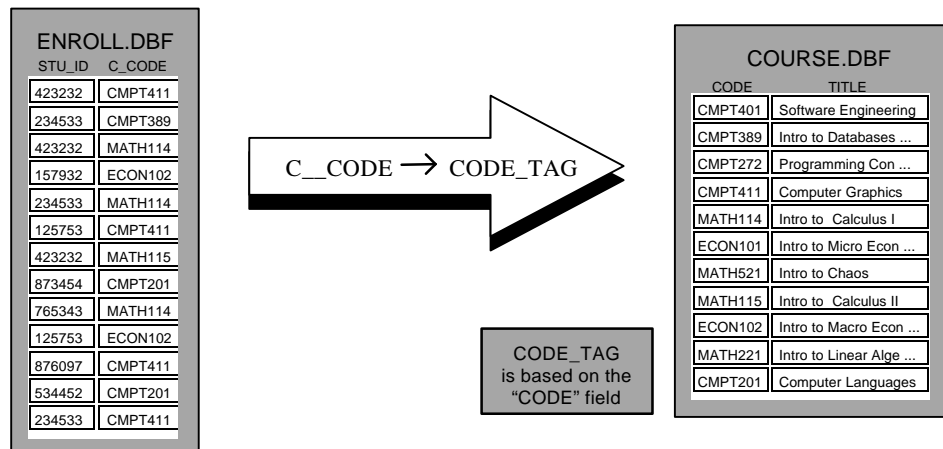 ENROLL.DBF
STU_ID C_CODE
423232 CMPT411
234533 CMPT389
423232 MATH114
157932 ECON102
234533 MATH114
125753 CMPT411
423232 MATH115
873454 CMPT201
765343 MATH114
125753 ECON102
876097 CMPT411
534452 CMPT201
234533 CMPT411
C__CODE → CODE_TAG
CODE_TAG
is based on the
“CODE” field
COURSE.DBF
CODE TITLE
CMPT401 Software Engineering
CMPT389 Intro to Databases ...
CMPT272 Programming Con ...
CMPT411 Computer Graphics
MATH114 Intro to Calculus I
ECON101 Intro to Micro Econ ...
MATH521 Intro to Chaos
MATH115 Intro to Calculus II
ECON102 Intro to Macro Econ ...
MATH221 Intro to Linear Alge ...
CMPT201 Computer Languages